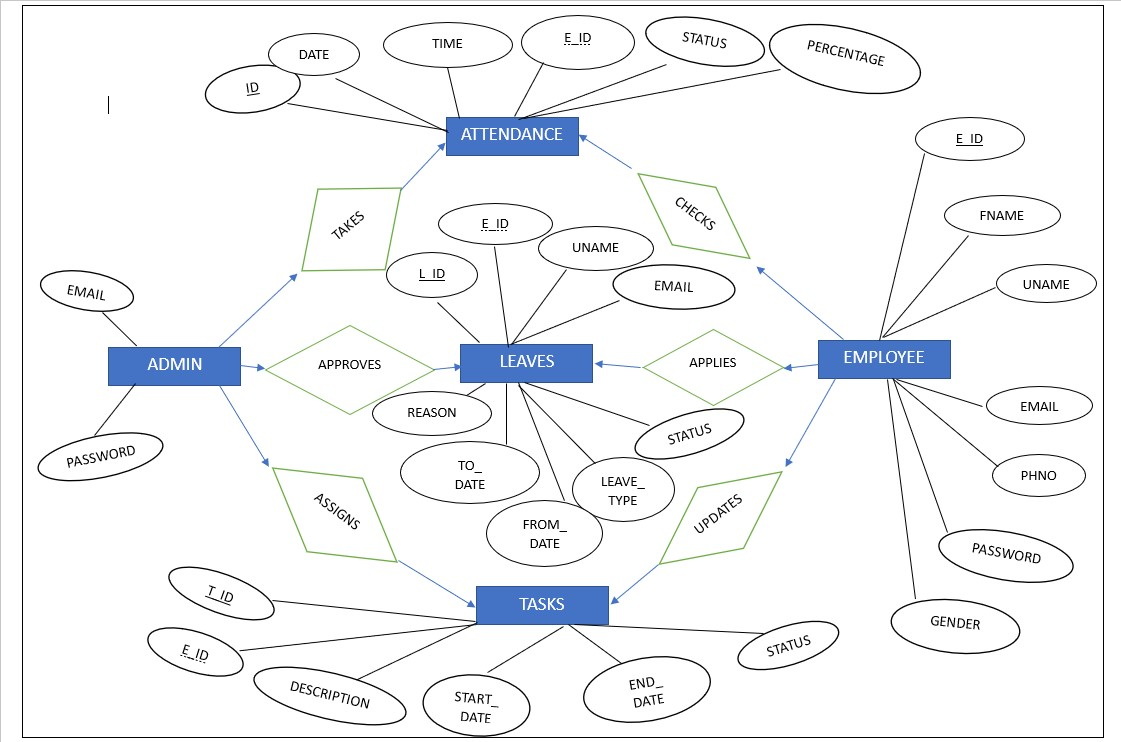 DATE
TIME
E_ID
STATUS
PERCENTAGE
ID
ATTENDANCE
E_ID
TAKES
CHECKS
E_ID
FNAME
UNAME
L_ID
EMAIL
UNAME
EMAIL
ADMIN
APPROVES
LEAVES
APPLIES
EMPLOYEE
REASON
STATUS
EMAIL
PASSWORD
TO_
DATE
LEAVE_
TYPE
PHNO
ASSIGNS
FROM_
DATE
UPDATES
PASSWORD
T_ID
TASKS
GENDER
E_ID
STATUS
DESCRIPTION
START_
DATE
END_
DATE